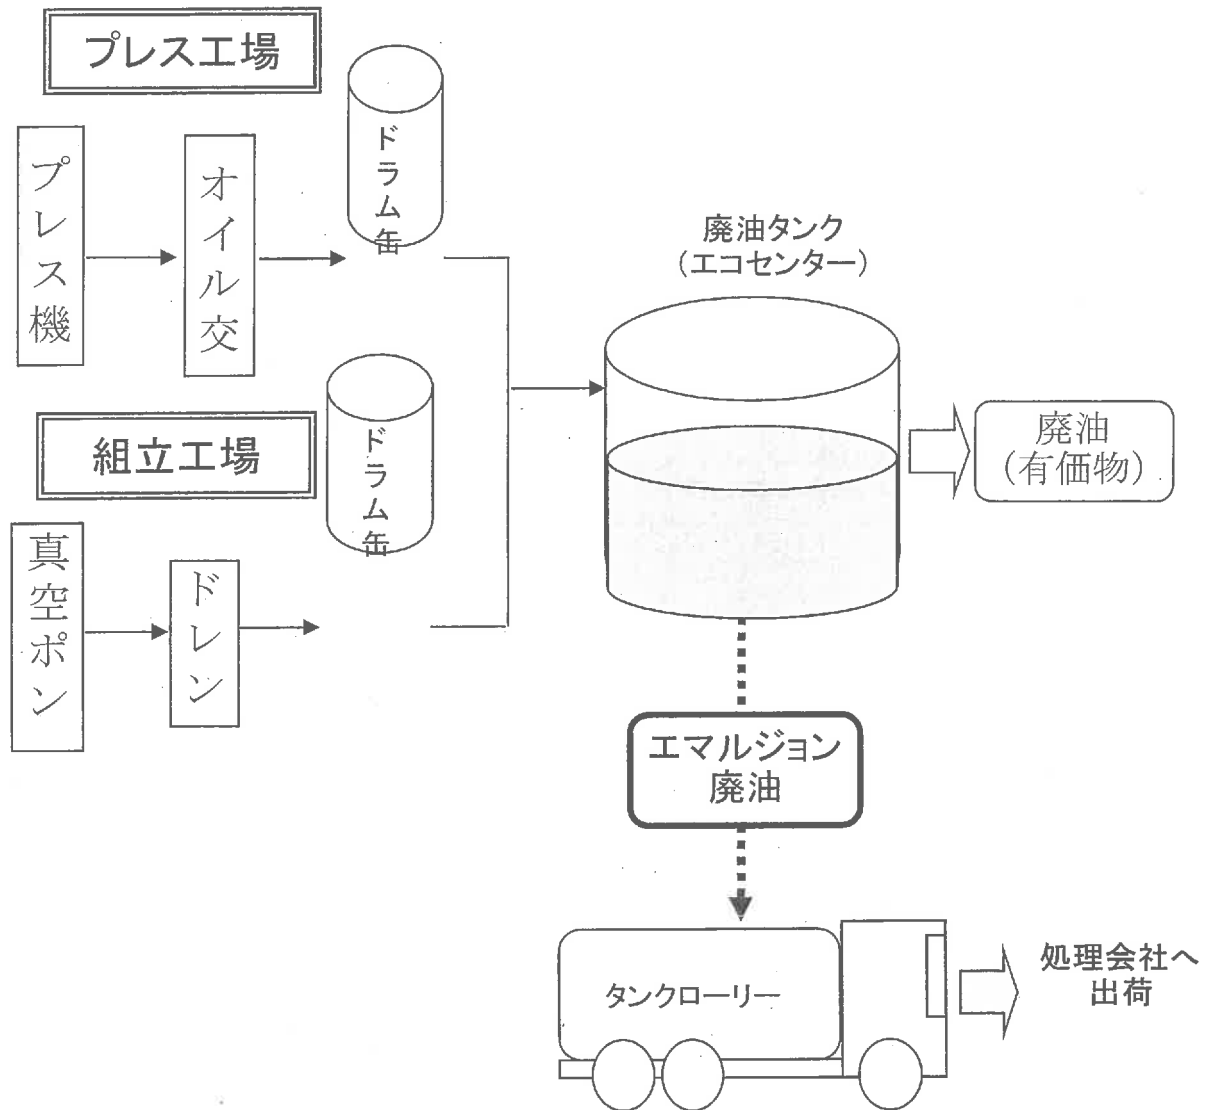 プレス工場
ドラム缶
プレス機
オイル交
廃油タンク
（エコセンター）
組立工場
ドラム缶
廃油
（有価物）
真空ポン
ドレン
エマルジョン
廃油
タンクローリー
処理会社へ
出荷